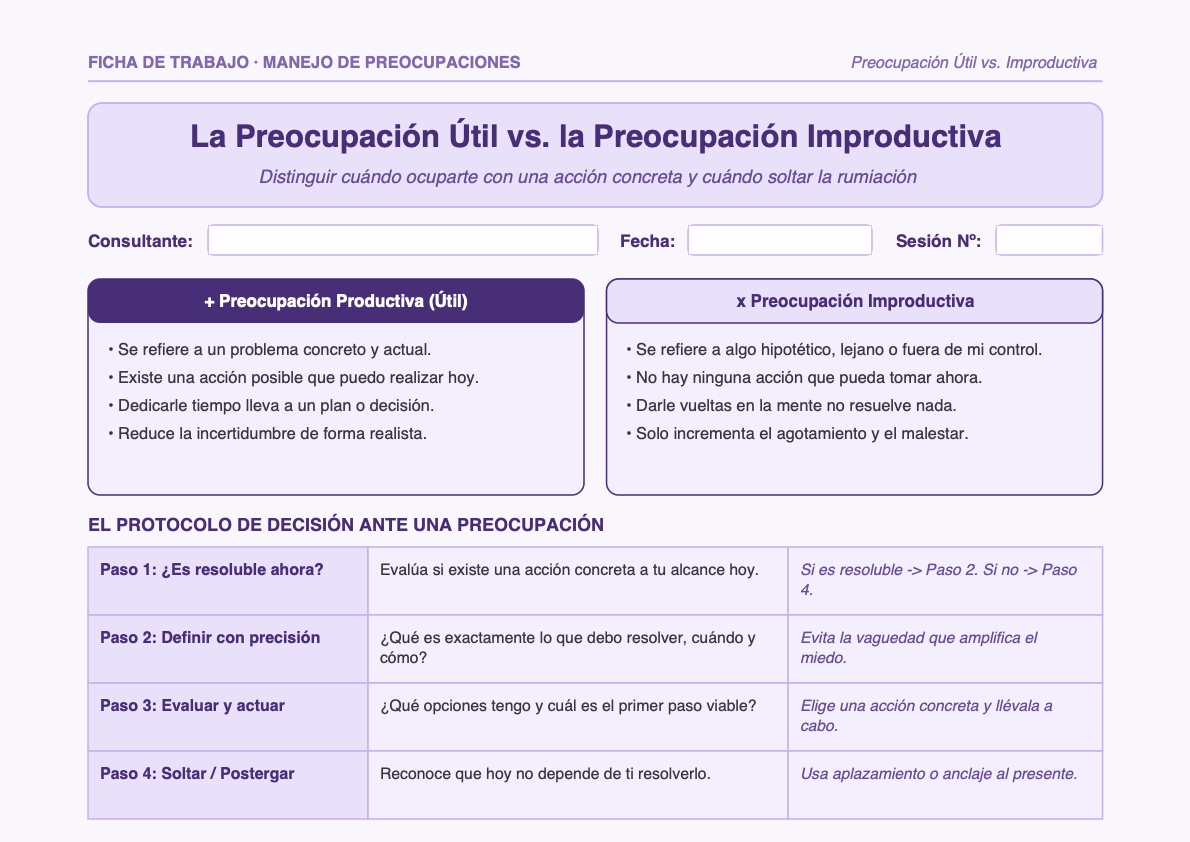 FICHA DE TRABAJO · MANEJO DE PREOCUPACIONES
Preocupación Útil vs. Improductiva
La Preocupación Útil vs. la Preocupación Improductiva
Distinguir cuándo ocuparte con una acción concreta y cuándo soltar la rumiación
Consultante: Fecha: Sesión Nº:
+ Preocupación Productiva (Útil)
• Se refiere a un problema concreto y actual.
• Existe una acción posible que puedo realizar hoy.
• Dedicarle tiempo lleva a un plan o decisión.
• Reduce la incertidumbre de forma realista.
x Preocupación Improductiva
• Se refiere a algo hipotético, lejano o fuera de mi control.
• No hay ninguna acción que pueda tomar ahora.
• Darle vueltas en la mente no resuelve nada.
• Solo incrementa el agotamiento y el malestar.
EL PROTOCOLO DE DECISIÓN ANTE UNA PREOCUPACIÓN
Paso 1: ¿Es resoluble ahora?
Evalúa si existe una acción concreta a tu alcance hoy.
Si es resoluble -> Paso 2. Si no -> Paso
4.
Paso 2: Definir con precisión
¿Qué es exactamente lo que debo resolver, cuándo y
cómo?
Evita la vaguedad que amplifica el
miedo.
Paso 3: Evaluar y actuar
¿Qué opciones tengo y cuál es el primer paso viable?
Elige una acción concreta y llévala a
cabo.
Paso 4: Soltar / Postergar
Reconoce que hoy no depende de ti resolverlo.
Usa aplazamiento o anclaje al presente.